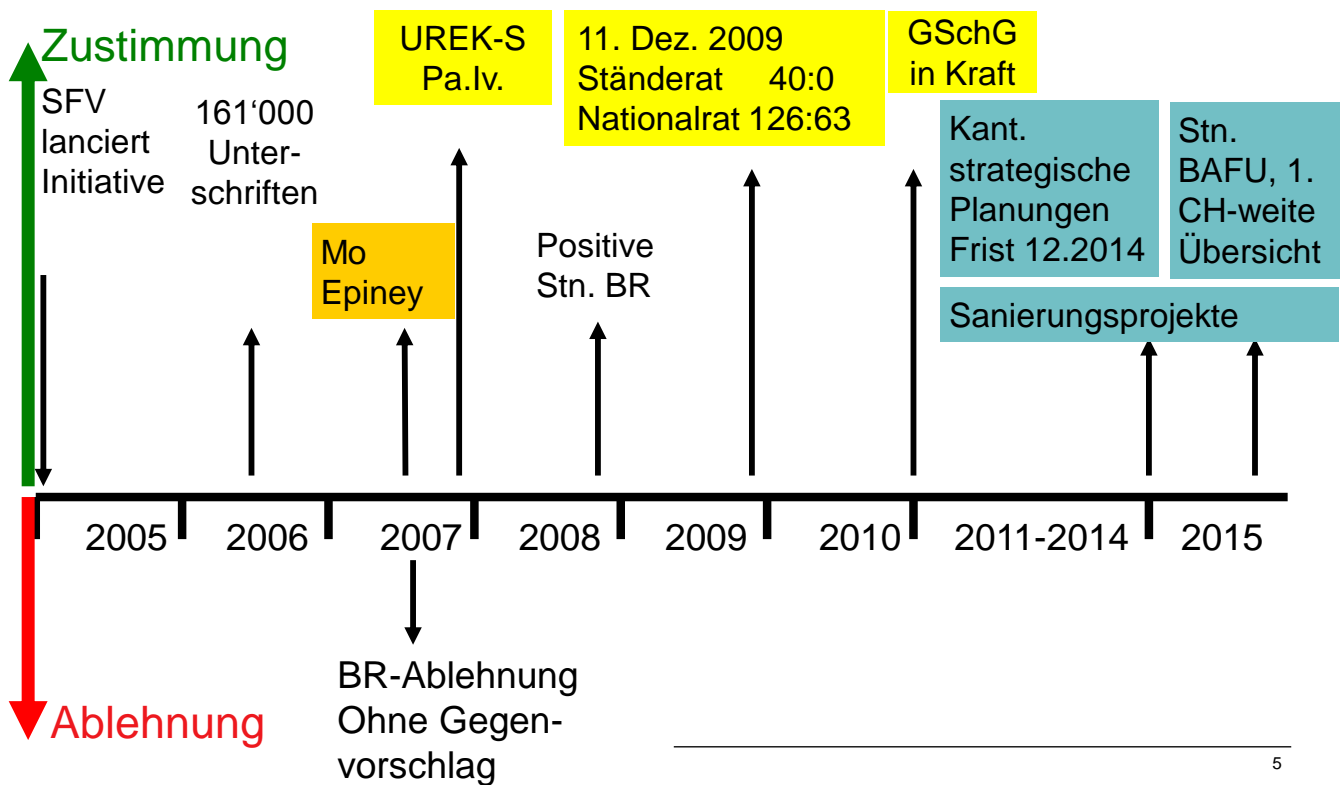 Zustimmung
SFV
lanciert
Initiative
161‘000
Unter-
schriften
Mo
Epiney
UREK-S
Pa.Iv.
Positive
Stn. BR
11. Dez. 2009
Ständerat 40:0
Nationalrat 126:63
GSchG
in Kraft
Kant.
strategische
Planungen
Frist 12.2014
Stn.
BAFU, 1.
CH-weite
Übersicht
Sanierungsprojekte
2005 2006 2007 2008 2009 2010 2011-2014 2015
BR-Ablehnung
Ohne Gegen-
vorschlag
Ablehnung
5